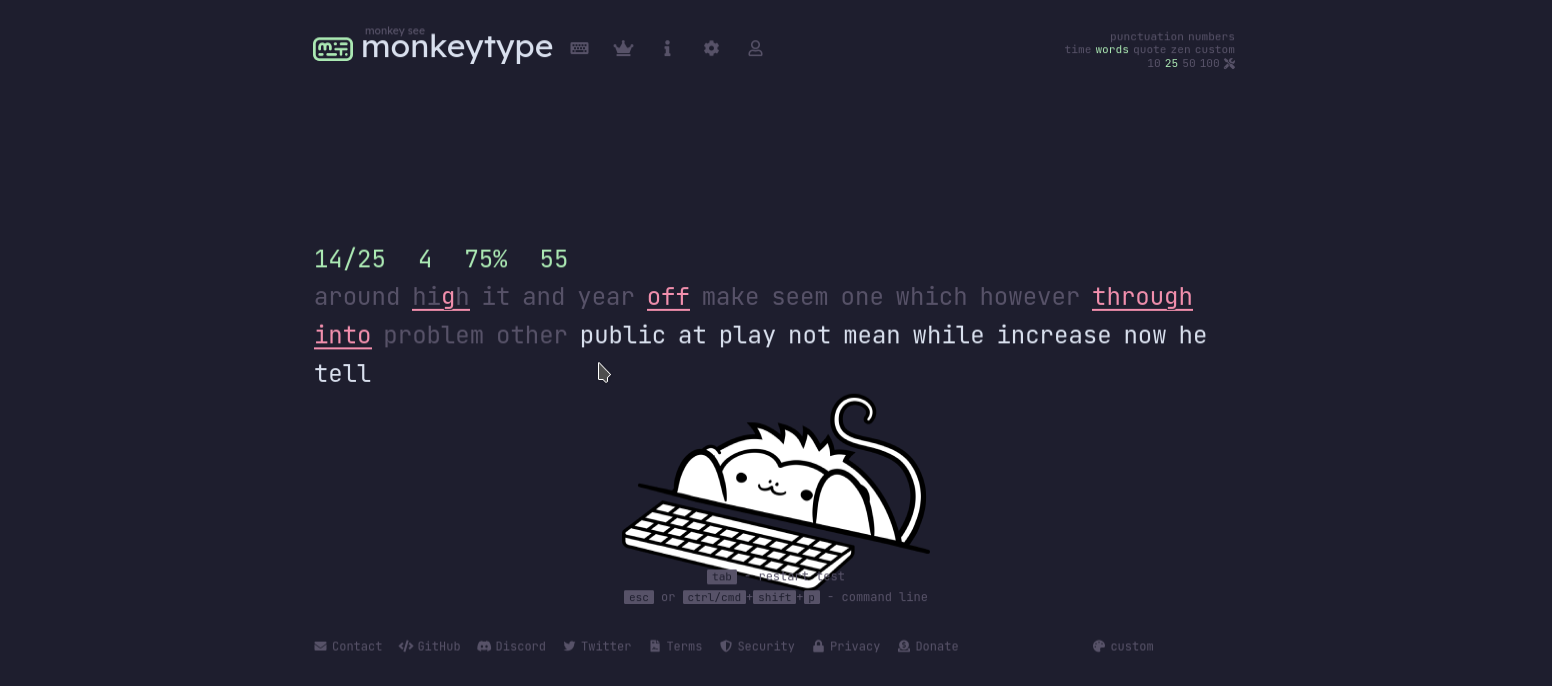 monkey see
monkeytype
punctuation numbers
time words quote zen custom
10 25 50 100
14/25 4 75% 55
around high it and year off make seem one which however through
into problem other public at play not mean while increase now he
tell
tab - restart test
esc or ctrl/cmd+shift+p - command line
Contact GitHub Discord Twitter Terms Security Privacy Donate custom